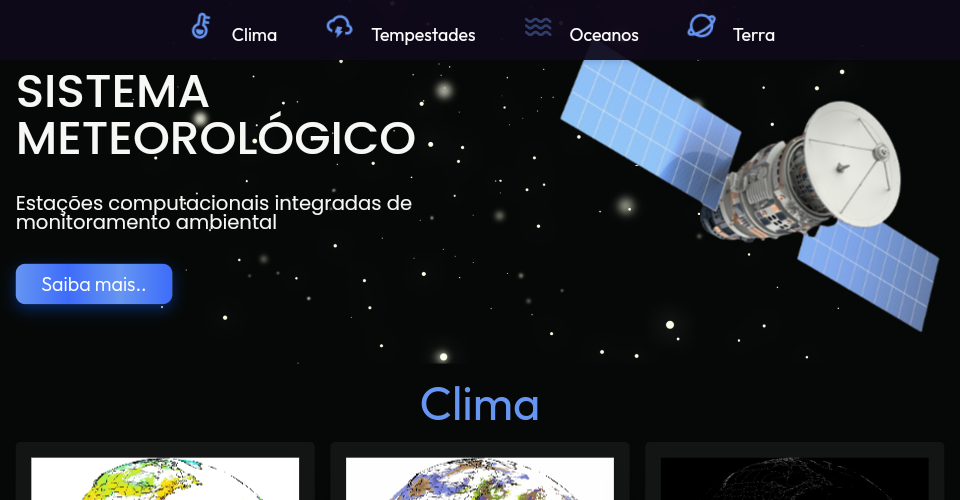 Clima Tempestades Oceanos Terra
SISTEMA
METEOROLÓGICO
Estações computacionais integradas de
monitoramento ambiental
Saiba mais..
Clima